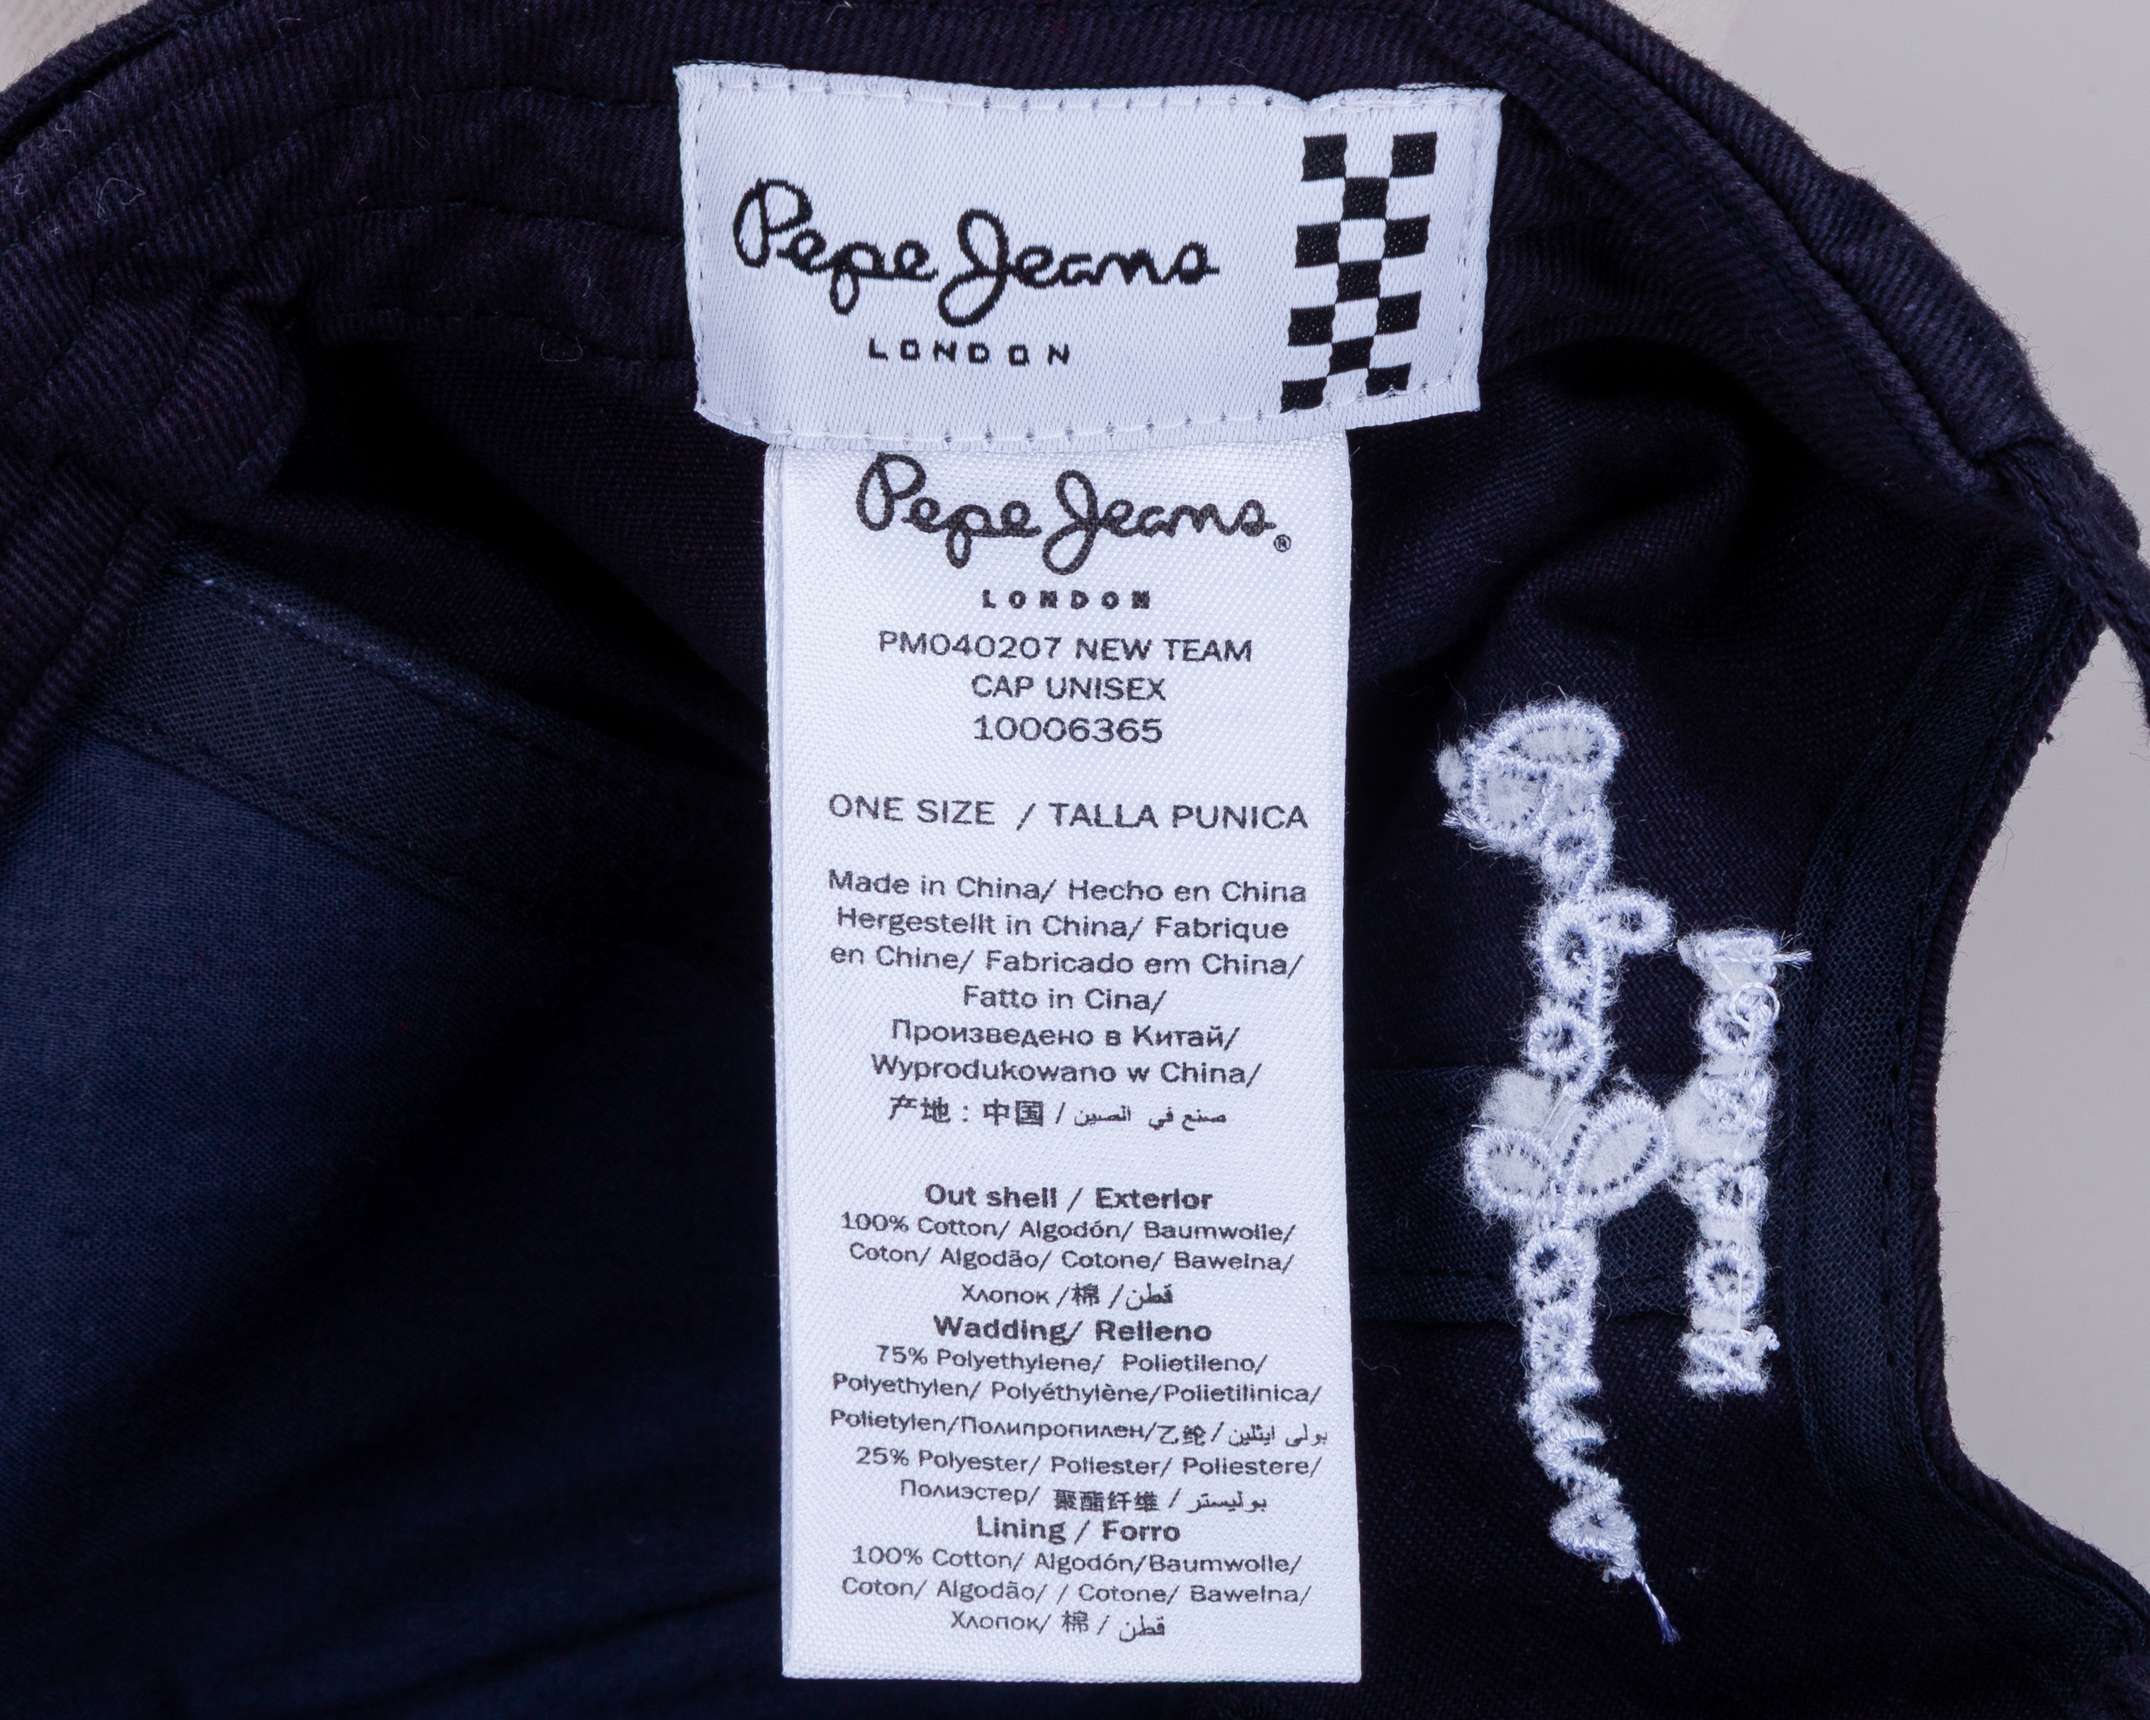 Pepe Jeans
LONDON
Pepe Jeans®
LONDON
PM040207 NEW TEAM
CAP UNISEX
10006365
ONE SIZE / TALLA PUNICA
Made in China/ Hecho en China
Hergestellt in China/ Fabrique
en Chine/ Fabricado em China/
Fatto in Cina/
Произведено в Китай/
Wyprodukowano w China/
产地：中国 / صنع في الصين
Out shell / Exterior
100% Cotton/ Algodón/ Baumwolle/
Coton/ Algodão/ Cotone/ Bawelna/
Хлопок /棉 / قطن
Wadding/ Relleno
75% Polyethylene/ Polietileno/
Polyethylen/ Polyéthylène/Polietilinica/
Polietylen/Полипропилен/乙纶/ بولي ايثلين
25% Polyester/ Poliester/ Poliestere/
Полиэстер/ 聚酯纤维 / بوليستر
Lining / Forro
100% Cotton/ Algodón/Baumwolle/
Coton/ Algodão/ / Cotone/ Bawelna/
Хлопок/ 棉 / قطن
Pepe Jeans
LONDON